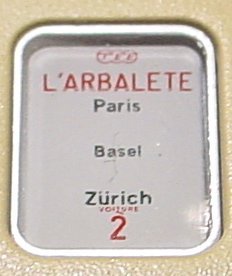 TEE
L'ARBALETE
Paris
Basel
Zürich
VOITURE
2